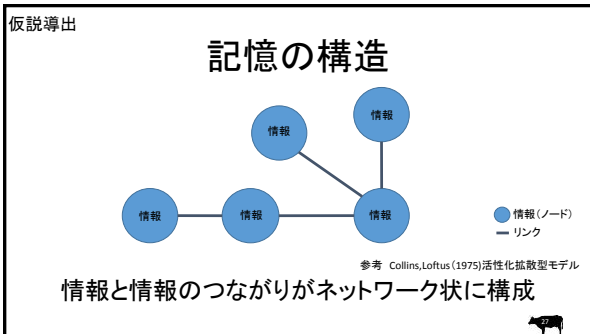 仮説導出
記憶の構造
情報
情報
情報
情報
情報
情報(ノード)
リンク
参考 Collins,Loftus(1975)活性化拡散型モデル
情報と情報のつながりがネットワーク状に構成
27